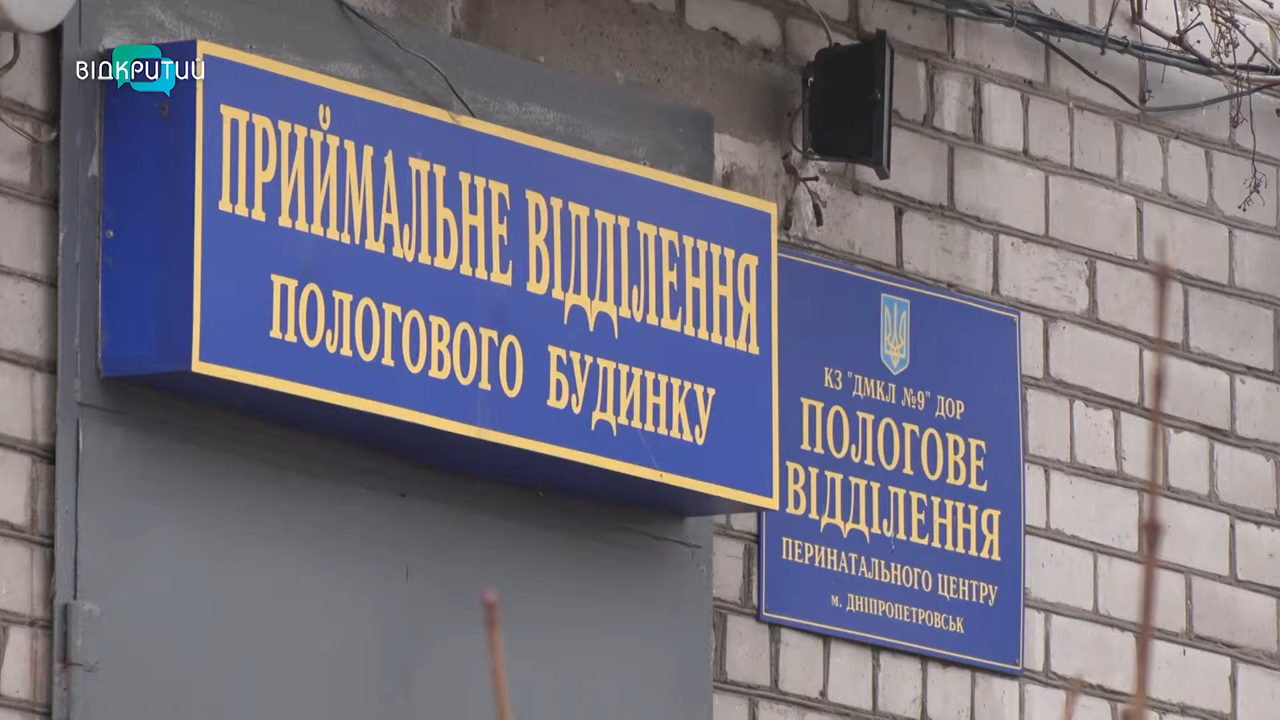 ВІДКРИТИЙ
ПРИЙМАЛЬНЕ ВІДДІЛЕННЯ
ПОЛОГОВОГО БУДИНКУ
КЗ "ДМКЛ №9" ДОР
ПОЛОГОВЕ
ВІДДІЛЕННЯ
ПЕРИНАТАЛЬНОГО ЦЕНТРУ
м. ДНІПРОПЕТРОВСЬК